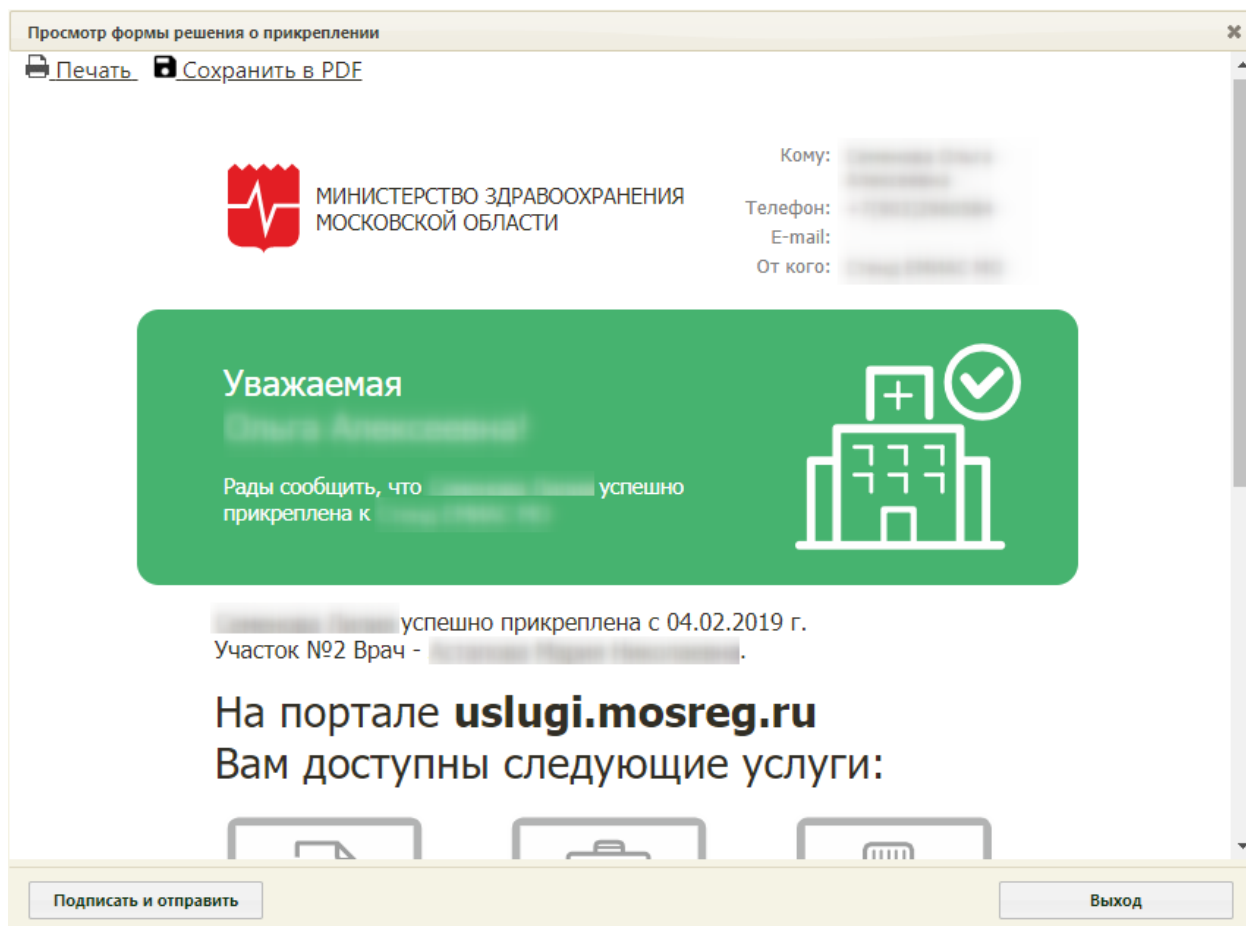 Просмотр формы решения о прикреплении
Печать Сохранить в PDF
МИНИСТЕРСТВО ЗДРАВООХРАНЕНИЯ
МОСКОВСКОЙ ОБЛАСТИ
Кому:
Телефон:
E-mail:
От кого:
Уважаемая
Рады сообщить, что успешно
прикреплена к
успешно прикреплена с 04.02.2019 г.
Участок №2 Врач - .
На портале uslugi.mosreg.ru
Вам доступны следующие услуги:
Подписать и отправить
Выход